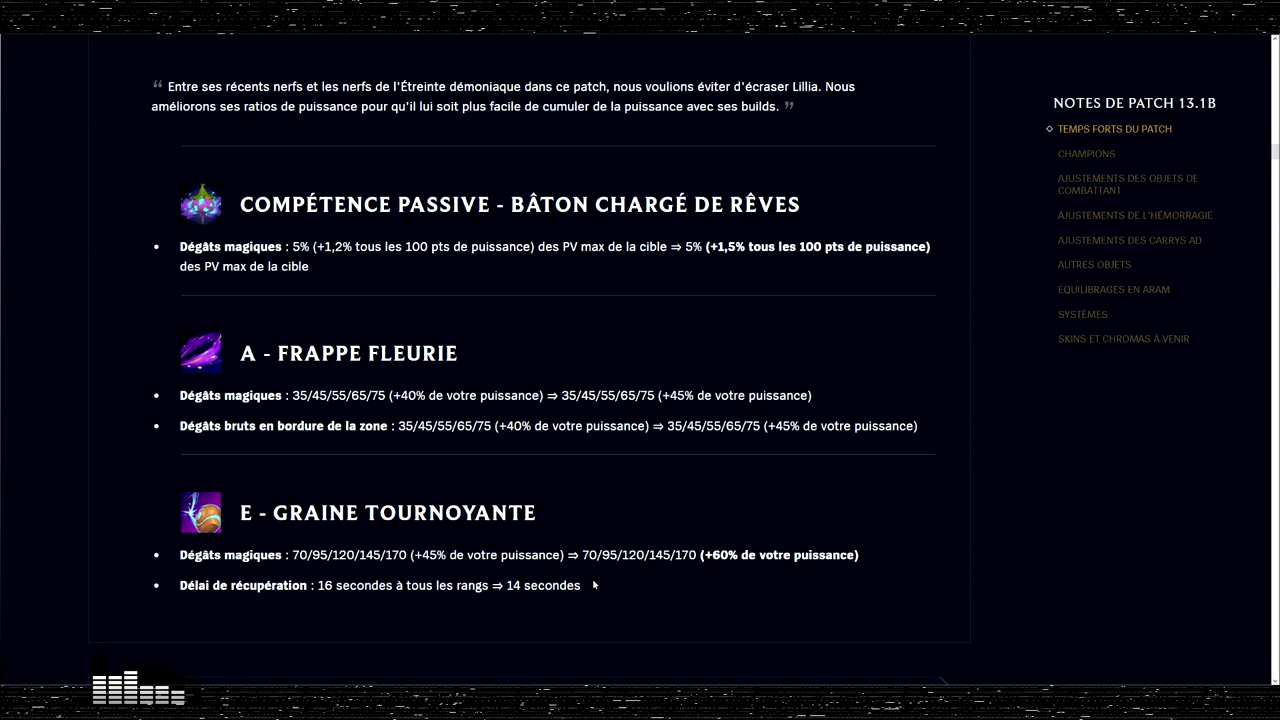 “ Entre ses récents nerfs et les nerfs de l'Étreinte démoniaque dans ce patch, nous voulions éviter d'écraser Lillia. Nous
améliorons ses ratios de puissance pour qu'il lui soit plus facile de cumuler de la puissance avec ses builds. ”
COMPÉTENCE PASSIVE - BÂTON CHARGÉ DE RÊVES
• Dégâts magiques : 5% (+1,2% tous les 100 pts de puissance) des PV max de la cible ⇒ 5% (+1,5% tous les 100 pts de puissance)
des PV max de la cible
A - FRAPPE FLEURIE
• Dégâts magiques : 35/45/55/65/75 (+40% de votre puissance) ⇒ 35/45/55/65/75 (+45% de votre puissance)
• Dégâts bruts en bordure de la zone : 35/45/55/65/75 (+40% de votre puissance) ⇒ 35/45/55/65/75 (+45% de votre puissance)
E - GRAINE TOURNOYANTE
• Dégâts magiques : 70/95/120/145/170 (+45% de votre puissance) ⇒ 70/95/120/145/170 (+60% de votre puissance)
• Délai de récupération : 16 secondes à tous les rangs ⇒ 14 secondes
NOTES DE PATCH 13.1B
TEMPS FORTS DU PATCH
CHAMPIONS
AJUSTEMENTS DES OBJETS DE
COMBATTANT
AJUSTEMENTS DE L'HÉMORRAGIE
AJUSTEMENTS DES CARRYS AD
AUTRES OBJETS
ÉQUILIBRAGES EN ARAM
SYSTÈMES
SKINS ET CHROMAS À VENIR